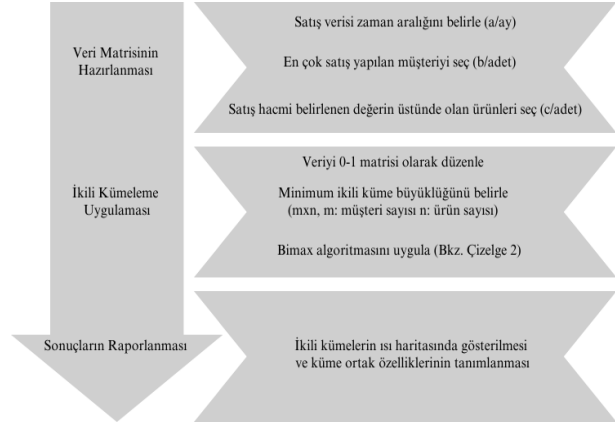 Veri Matrisinin
Hazırlanması
Satış verisi zaman aralığını belirle (a/ay)
En çok satış yapılan müşteriyi seç (b/adet)
Satış hacmi belirlenen değerin üstünde olan ürünleri seç (c/adet)
İkili Kümeleme
Uygulaması
Veriyi 0-1 matrisi olarak düzenle
Minimum ikili küme büyüklüğünü belirle
(mxn, m: müşteri sayısı n: ürün sayısı)
Bimax algoritmasını uygula (Bkz. Çizelge 2)
Sonuçların Raporlanması
İkili kümelerin ısı haritasında gösterilmesi
ve küme ortak özelliklerinin tanımlanması